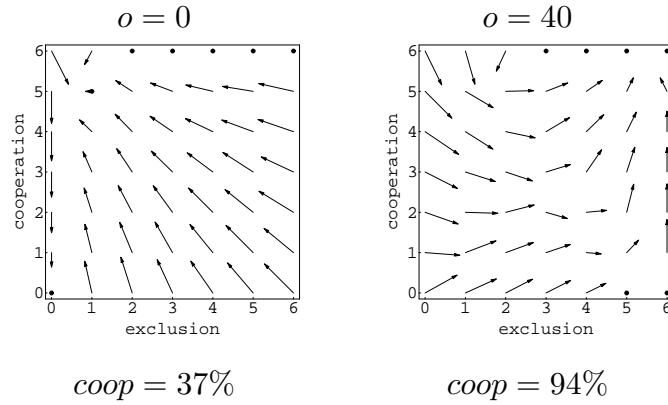 o = 0
6
5
4
3
2
1
0
cooperation
0 1 2 3 4 5 6
exclusion
coop = 37%
o = 40
6
5
4
3
2
1
0
cooperation
0 1 2 3 4 5 6
exclusion
coop = 94%